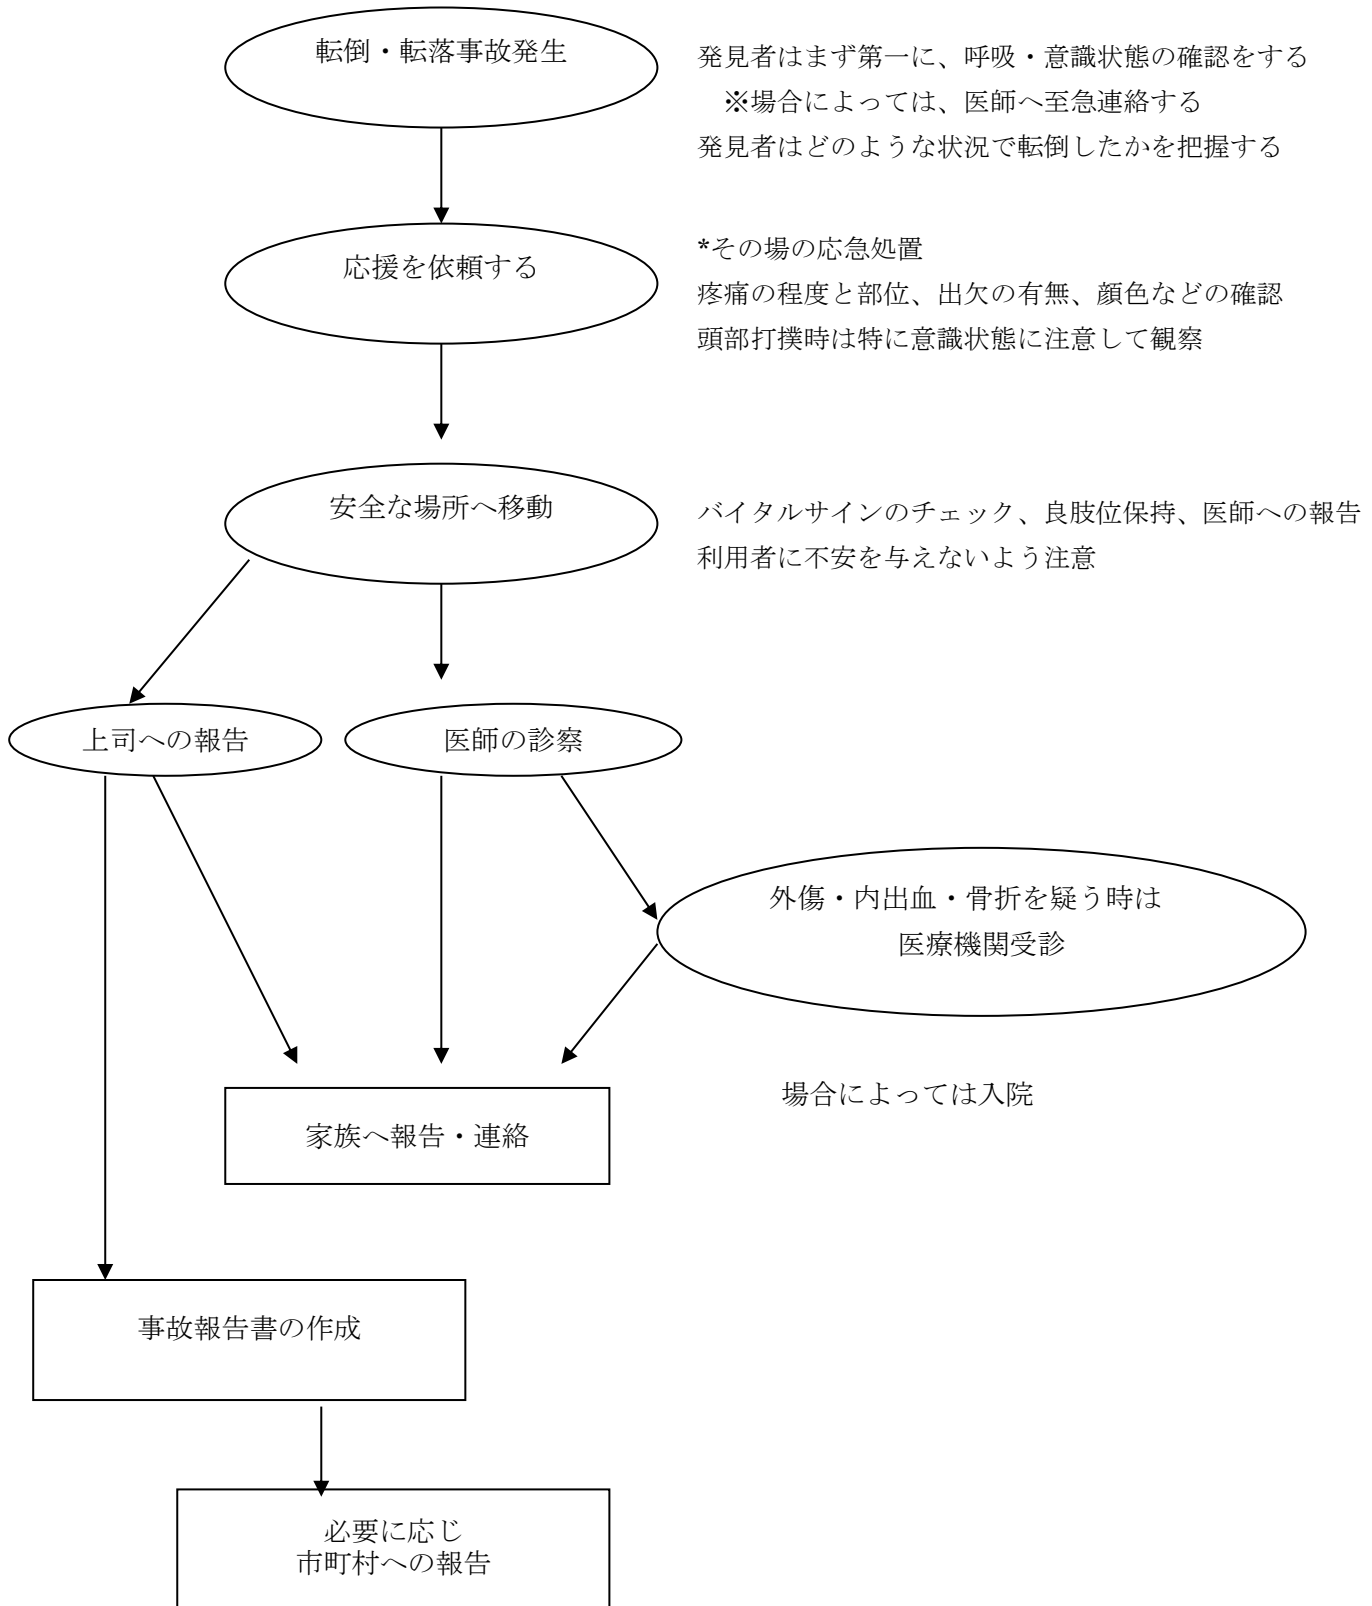 転倒・転落事故発生
発見者はまず第一に、呼吸・意識状態の確認をする
※場合によっては、医師へ至急連絡する
発見者はどのような状況で転倒したかを把握する
応援を依頼する
*その場の応急処置
疼痛の程度と部位、出欠の有無、顔色などの確認
頭部打撲時は特に意識状態に注意して観察
安全な場所へ移動
バイタルサインのチェック、良肢位保持、医師への報告
利用者に不安を与えないよう注意
上司への報告
医師の診察
外傷・内出血・骨折を疑う時は
医療機関受診
場合によっては入院
家族へ報告・連絡
事故報告書の作成
必要に応じ
市町村への報告